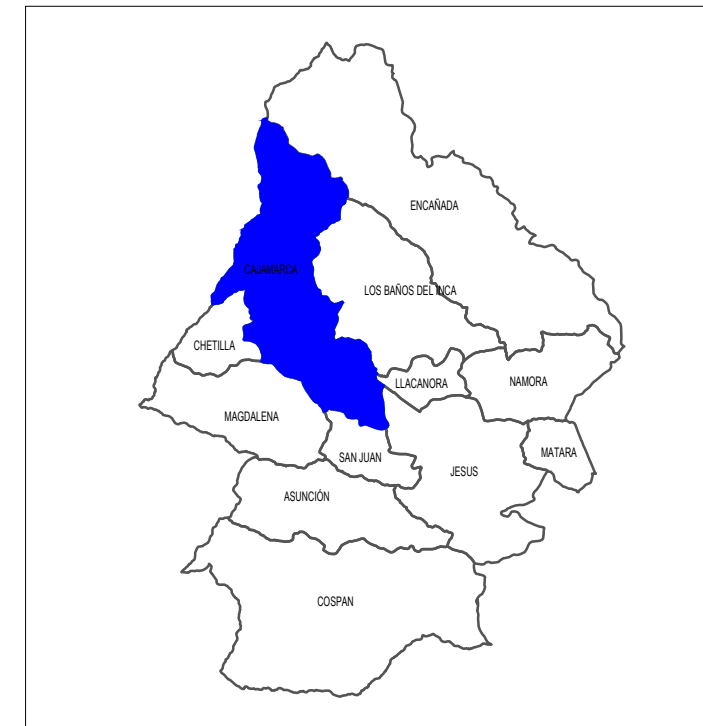 ENCAÑADA
CAJAMARCA
LOS BAÑOS DEL INCA
CHETILLA
LLACANORA
NAMORA
MAGDALENA
SAN JUAN
MATARA
JESUS
ASUNCIÓN
COSPAN